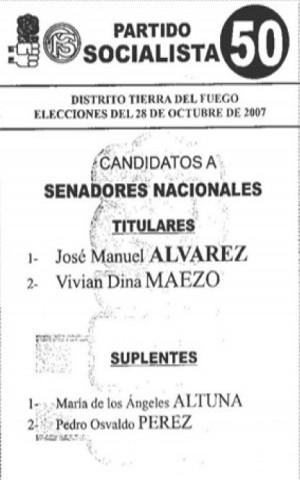 PARTIDO
SOCIALISTA
50
DISTRITO TIERRA DEL FUEGO
ELECCIONES DEL 28 DE OCTUBRE DE 2007
CANDIDATOS A
SENADORES NACIONALES
TITULARES
1- José Manuel ALVAREZ
2- Vivian Dina MAEZO
SUPLENTES
1- María de los Ángeles ALTUNA
2- Pedro Osvaldo PEREZ